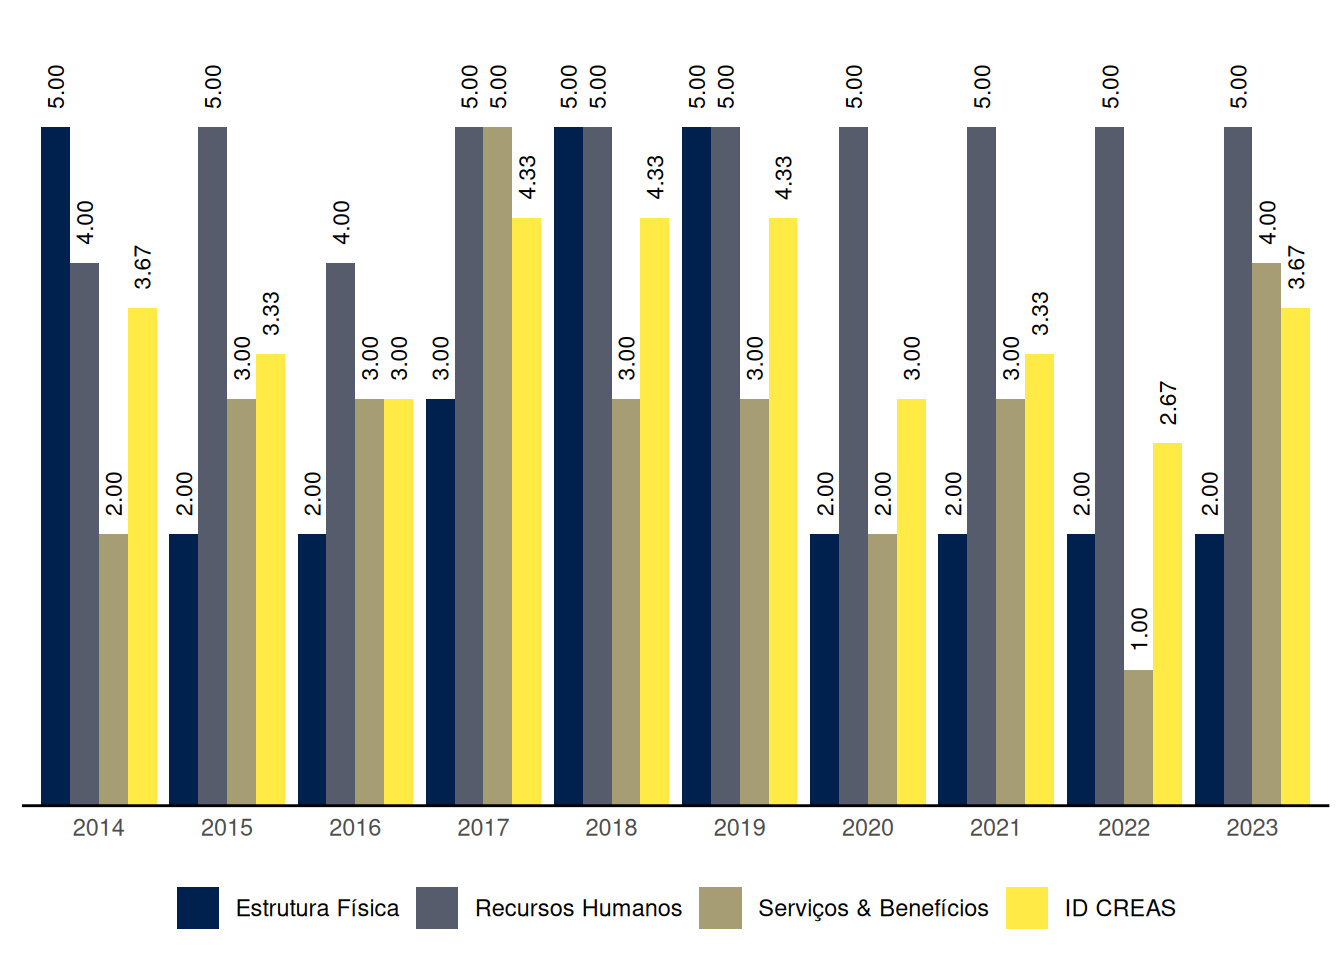 5.00 5.00 5.00 5.00 5.00 5.00 5.00 5.00 5.00 5.00 5.00 5.00
4.33 4.33 4.33
4.00 4.00 4.00
3.67 3.67
3.33 3.33
3.00 3.00 3.00 3.00 3.00 3.00 3.00 3.00
2.67
2.00 2.00 2.00 2.00 2.00 2.00 2.00 2.00
1.00
2014 2015 2016 2017 2018 2019 2020 2021 2022 2023
Estrutura Física Recursos Humanos Serviços & Benefícios ID CREAS